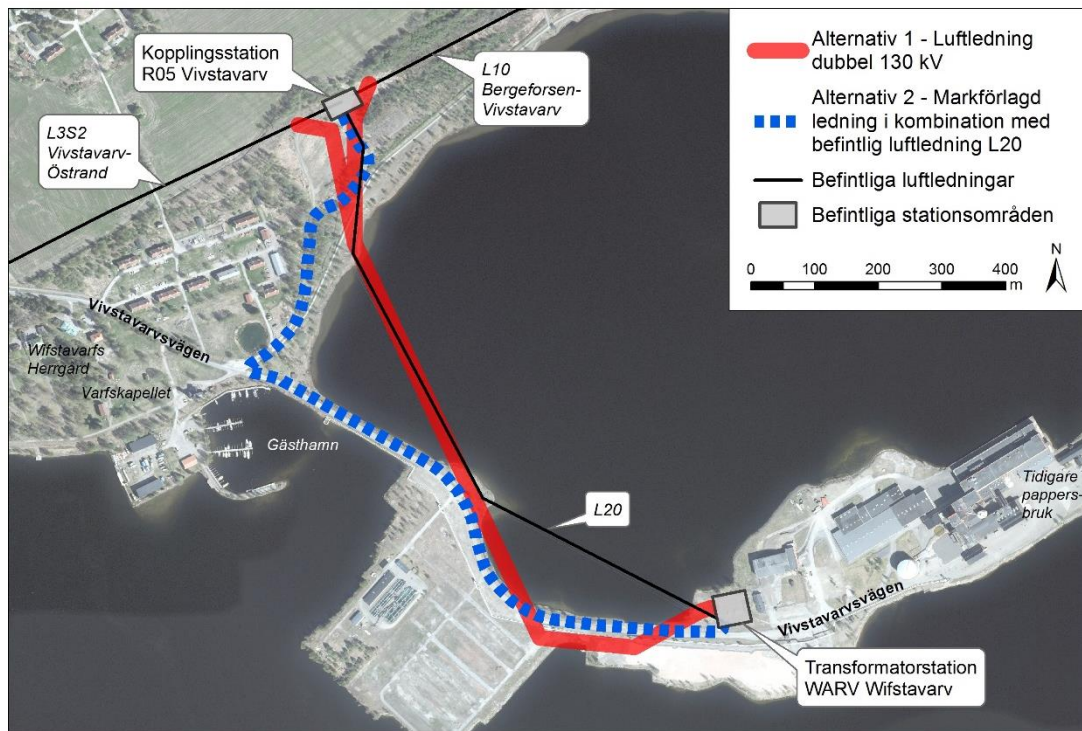 Kopplingsstation
R05 Vivstavarv
L10
Bergeforsen-
Vivstavarv
L3S2
Vivstavarv-
Östrand
Alternativ 1 - Luftledning
dubbel 130 kV
Alternativ 2 - Markförlagd
ledning i kombination med
befintlig luftledning L20
Befintliga luftledningar
Befintliga stationsområden
N
0 100 200 300 400
m
Vivstavarvsvägen
Wifstavarfs
Herrgård
Varfskapellet
Gästhamn
L20
Tidigare
pappers-
bruk
Vivstavarvsvägen
Transformatorstation
WARV Wifstavarv